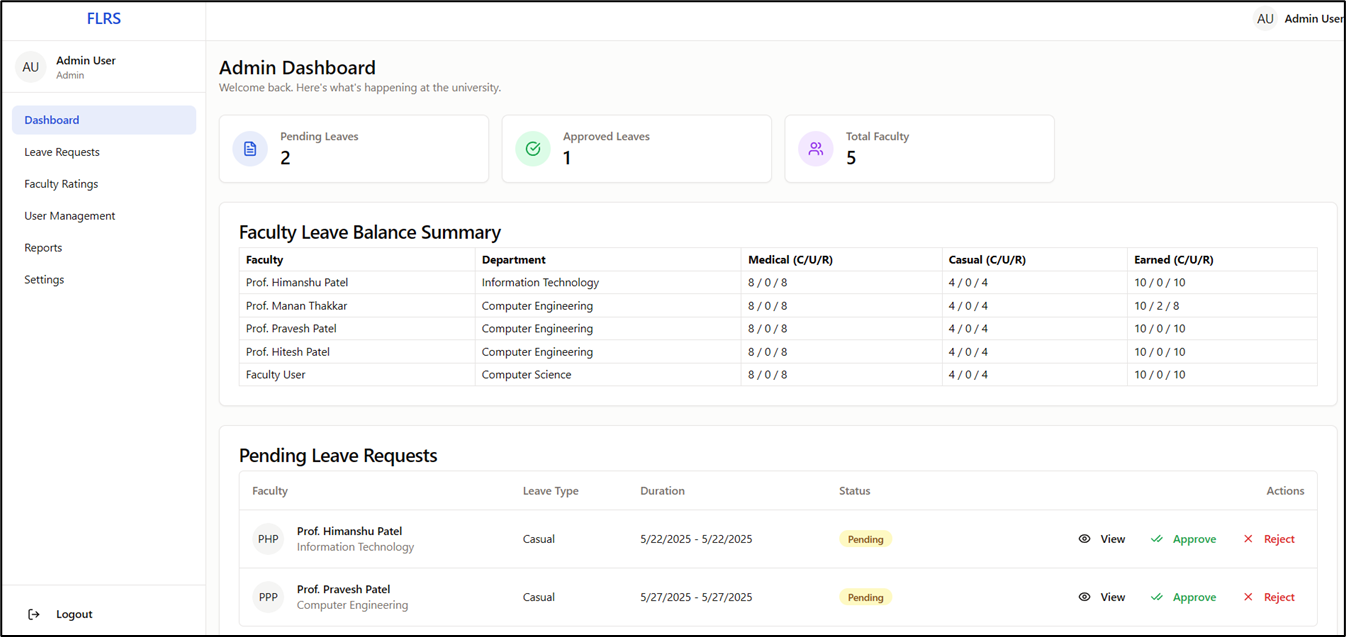 FLRS
AU Admin User
AU Admin User
Admin
Dashboard
Leave Requests
Faculty Ratings
User Management
Reports
Settings
Logout
Admin Dashboard
Welcome back. Here's what's happening at the university.
Pending Leaves
2
Approved Leaves
1
Total Faculty
5
Faculty Leave Balance Summary
Faculty Department Medical (C/U/R) Casual (C/U/R) Earned (C/U/R)
Prof. Himanshu Patel Information Technology 8 / 0 / 8 4 / 0 / 4 10 / 0 / 10
Prof. Manan Thakkar Computer Engineering 8 / 0 / 8 4 / 0 / 4 10 / 2 / 8
Prof. Pravesh Patel Computer Engineering 8 / 0 / 8 4 / 0 / 4 10 / 0 / 10
Prof. Hitesh Patel Computer Engineering 8 / 0 / 8 4 / 0 / 4 10 / 0 / 10
Faculty User Computer Science 8 / 0 / 8 4 / 0 / 4 10 / 0 / 10
Pending Leave Requests
Faculty Leave Type Duration Status Actions
PHP Prof. Himanshu Patel Casual 5/22/2025 - 5/22/2025 Pending View Approve Reject
Information Technology
PPP Prof. Pravesh Patel Casual 5/27/2025 - 5/27/2025 Pending View Approve Reject
Computer Engineering